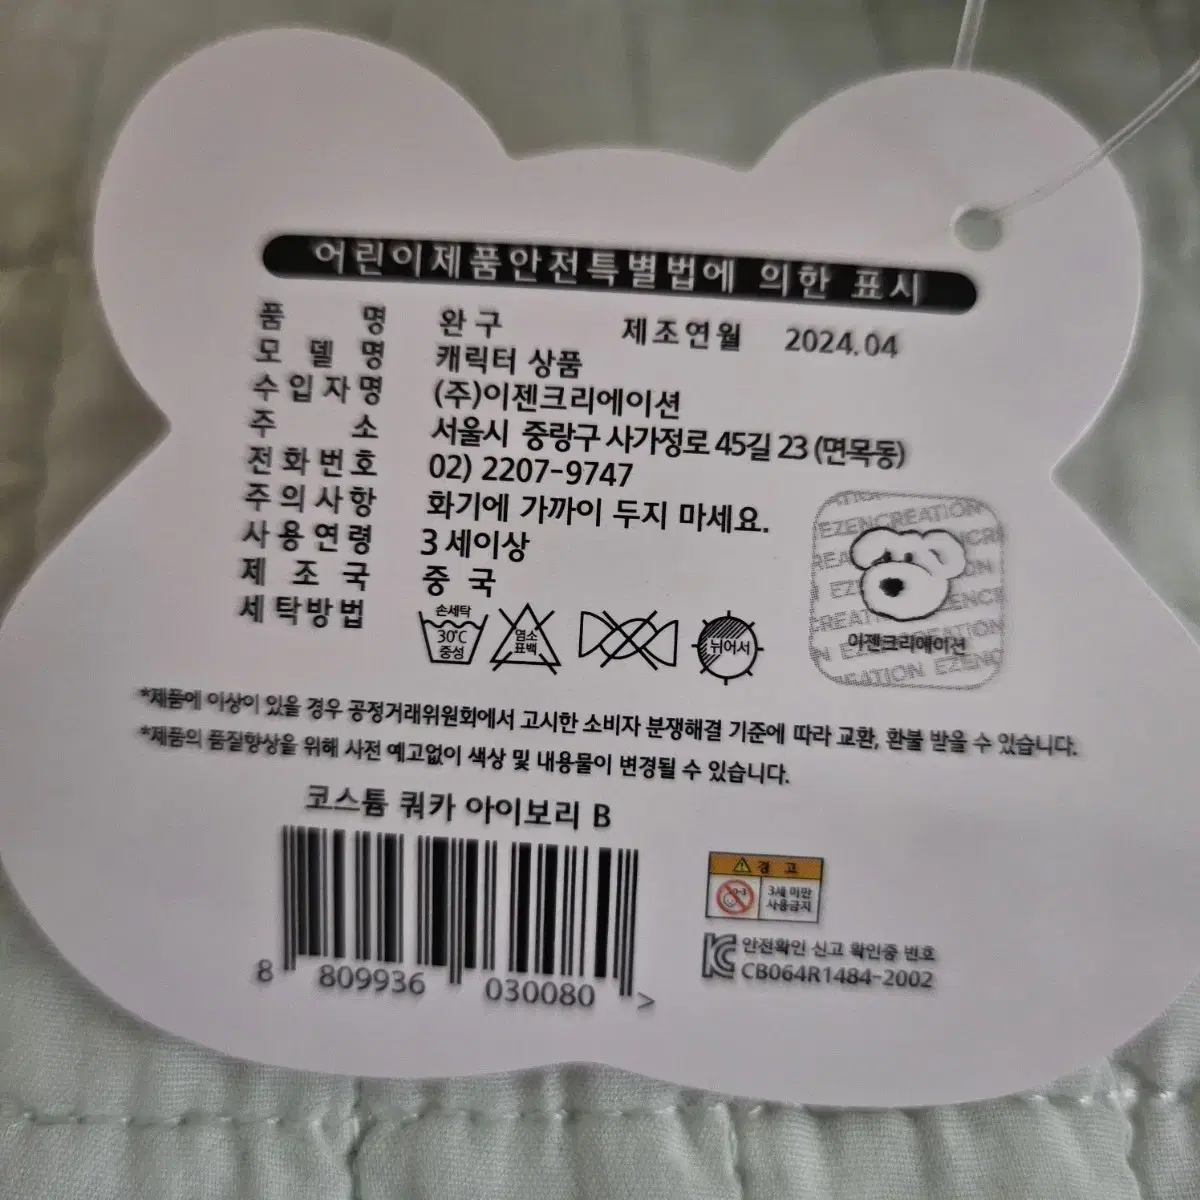 어린이제품안전특별법에 의한 표시
품 명 완구 제조연월 2024.04
모델명 캐릭터 상품
수입자명 (주)이젠크리에이션
주 소 서울시 중랑구 사가정로 45길 23 (면목동)
전화번호 02) 2207-9747
주의사항 화기에 가까이 두지 마세요.
사용연령 3세이상
제조국 중국
세탁방법
손세탁
30℃
중성
염소
표백
뉘어서
EZENCREATION
이젠크리에이션
*제품에 이상이 있을 경우 공정거래위원회에서 고시한 소비자 분쟁해결 기준에 따라 교환, 환불 받을 수 있습니다.
*제품의 품질향상을 위해 사전 예고없이 색상 및 내용물이 변경될 수 있습니다.
코스튬 쿼카 아이보리 B
8 809936 030080 >
경 고
0-3
3세 미만
사용금지
안전확인 신고 확인증 번호
CB064R1484-2002